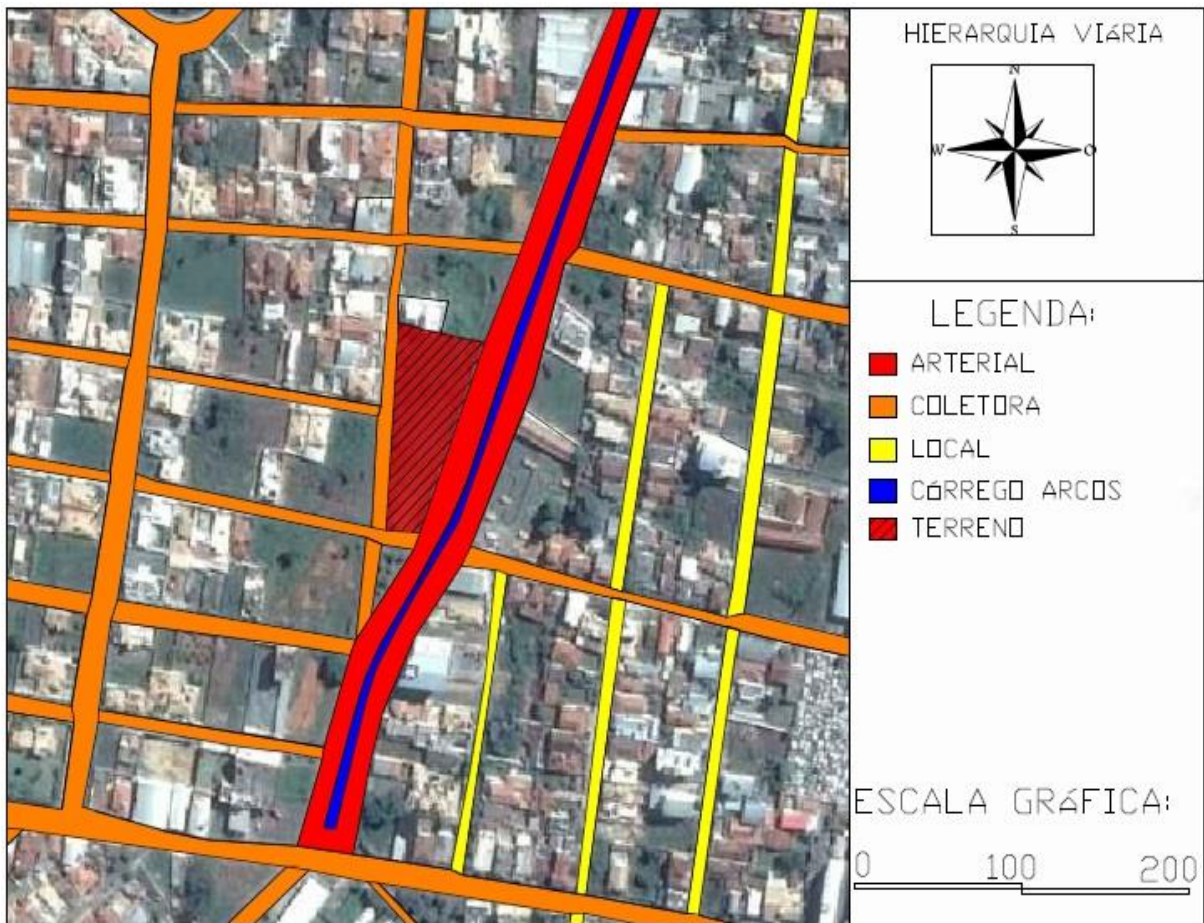 HIERARQUIA VIáRIA
N
W O
S
LEGENDA:
ARTERIAL
COLETORA
LOCAL
CóRREGO ARCOS
TERRENO
ESCALA GRáFICA:
0 100 200